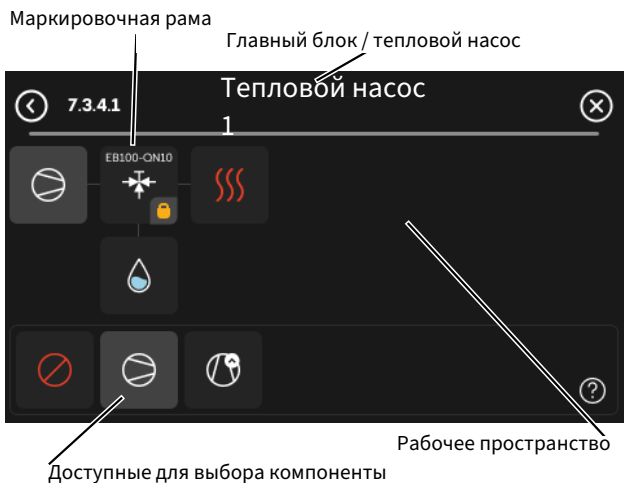 Маркировочная рама
Главный блок / тепловой насос
7.3.4.1
Тепловой насос
1
EB100-QN10
Рабочее пространство
Доступные для выбора компоненты